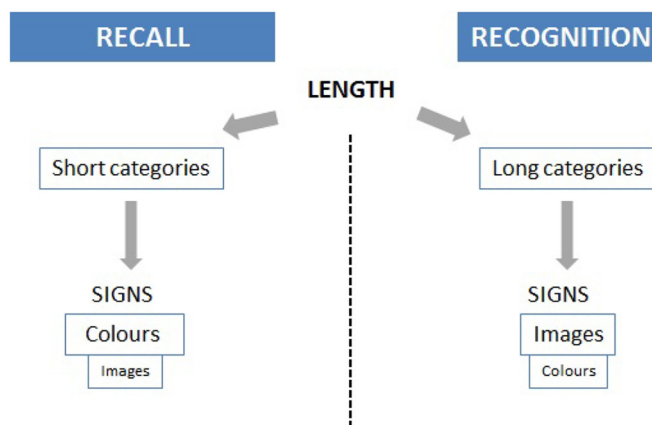 RECALL
RECOGNITION
LENGTH
Short categories
Long categories
SIGNS
Colours
Images
SIGNS
Images
Colours